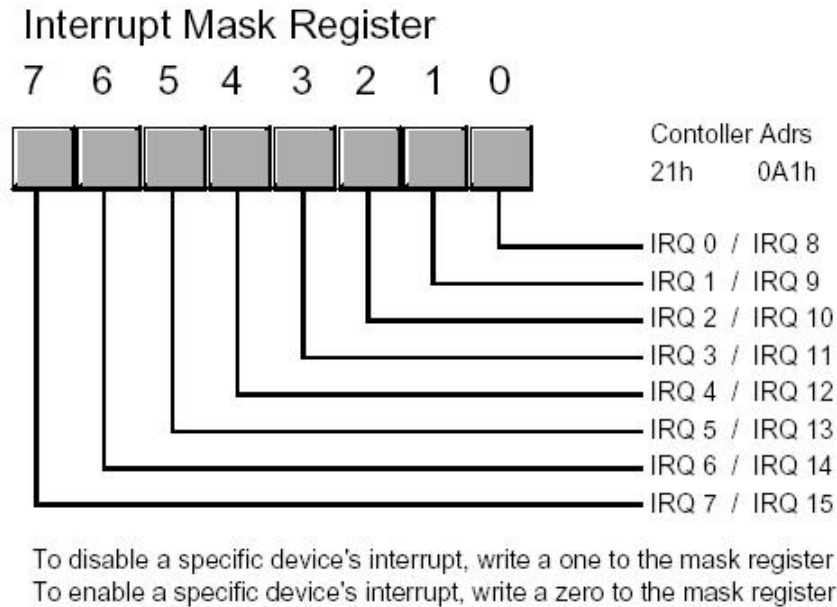 Interrupt Mask Register
7 6 5 4 3 2 1 0
Contoller Adrs
21h 0A1h
IRQ 0 / IRQ 8
IRQ 1 / IRQ 9
IRQ 2 / IRQ 10
IRQ 3 / IRQ 11
IRQ 4 / IRQ 12
IRQ 5 / IRQ 13
IRQ 6 / IRQ 14
IRQ 7 / IRQ 15
To disable a specific device's interrupt, write a one to the mask register
To enable a specific device's interrupt, write a zero to the mask register